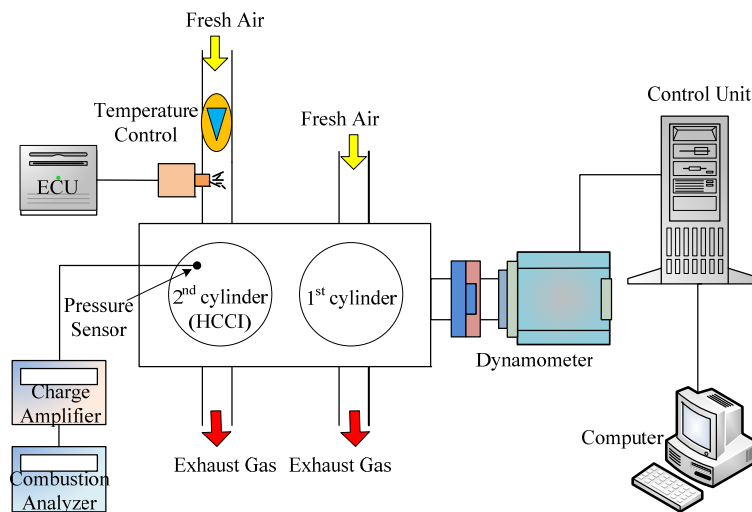 Fresh Air
Temperature
Control
Fresh Air
Control Unit
ECU
Pressure
Sensor
2nd cylinder
(HCCI)
1st cylinder
Dynamometer
Charge
Amplifier
Combustion
Analyzer
Exhaust Gas
Exhaust Gas
Computer